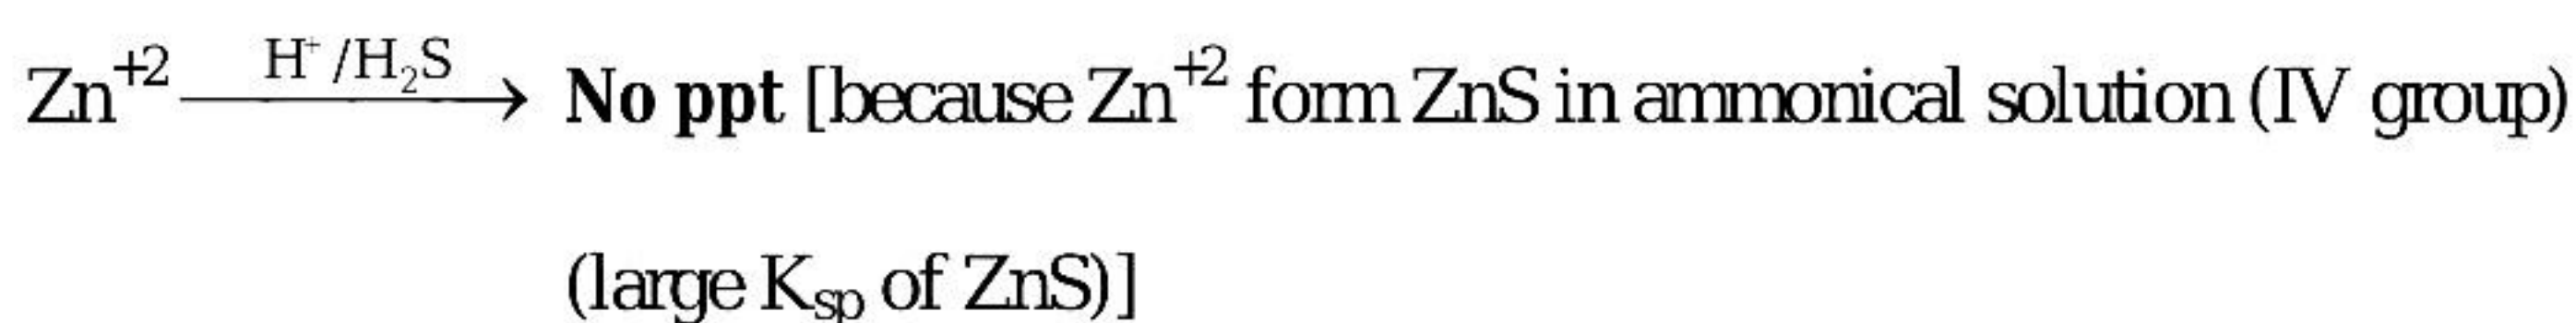 Zn⁺² —H⁺/H₂S→ No ppt [because Zn⁺² form ZnS in ammonical solution (IV group)
(large Kₛₚ of ZnS)]